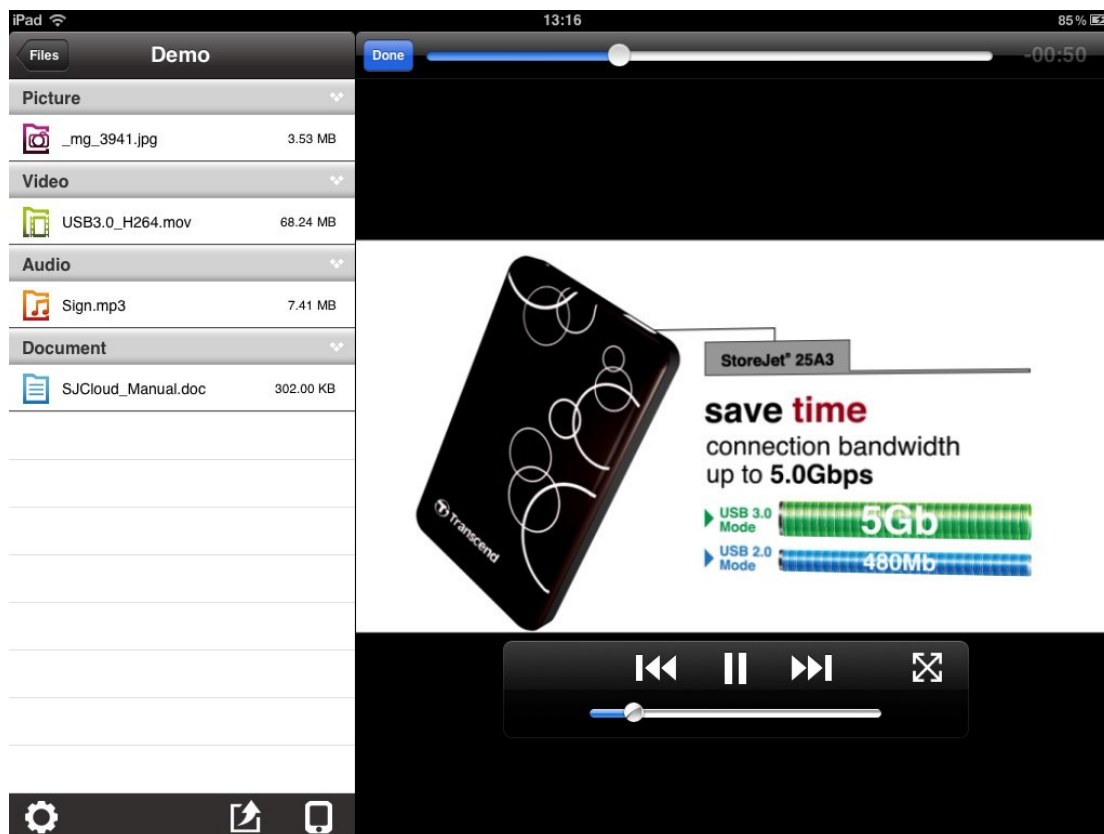 iPad 13:16 85%
Files Demo
Done -00:50
Picture
_mg_3941.jpg 3.53 MB
Video
USB3.0_H264.mov 68.24 MB
Audio
Sign.mp3 7.41 MB
Document
SJCloud_Manual.doc 302.00 KB
Transcend
StoreJet® 25A3
save time
connection bandwidth
up to 5.0Gbps
USB 3.0
Mode
5Gb
USB 2.0
Mode
480Mb